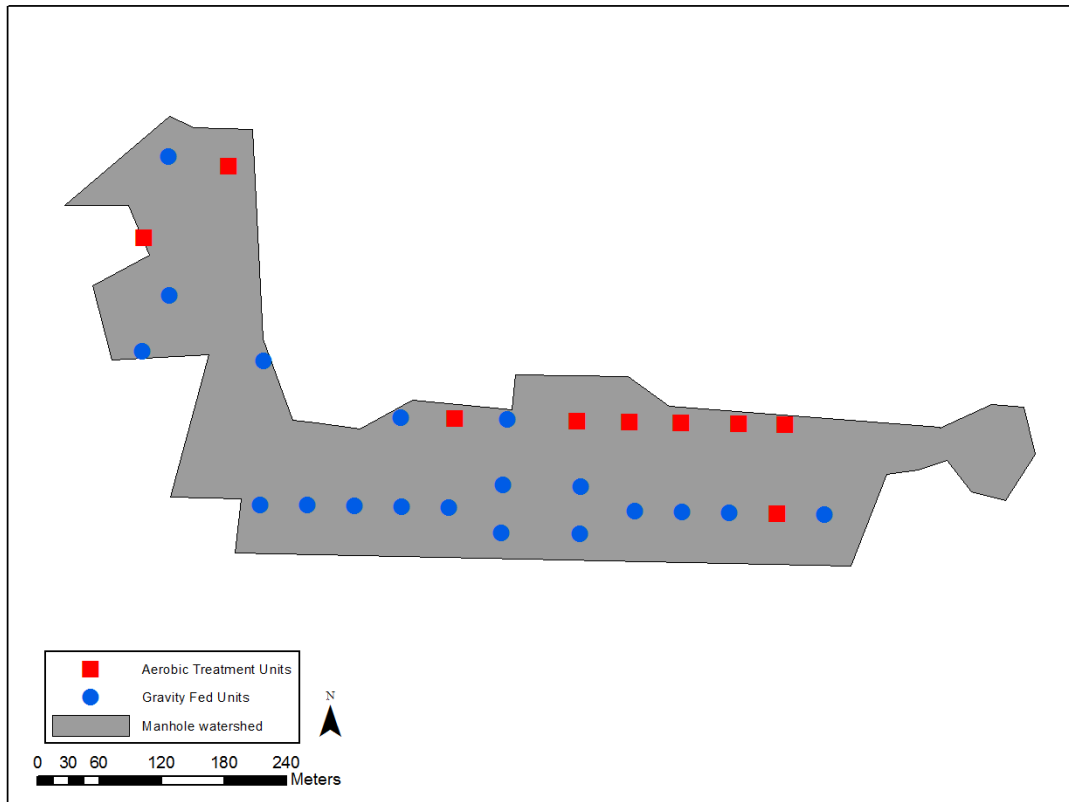 Aerobic Treatment Units
Gravity Fed Units
Manhole watershed
N
0 30 60 120 180 240
Meters